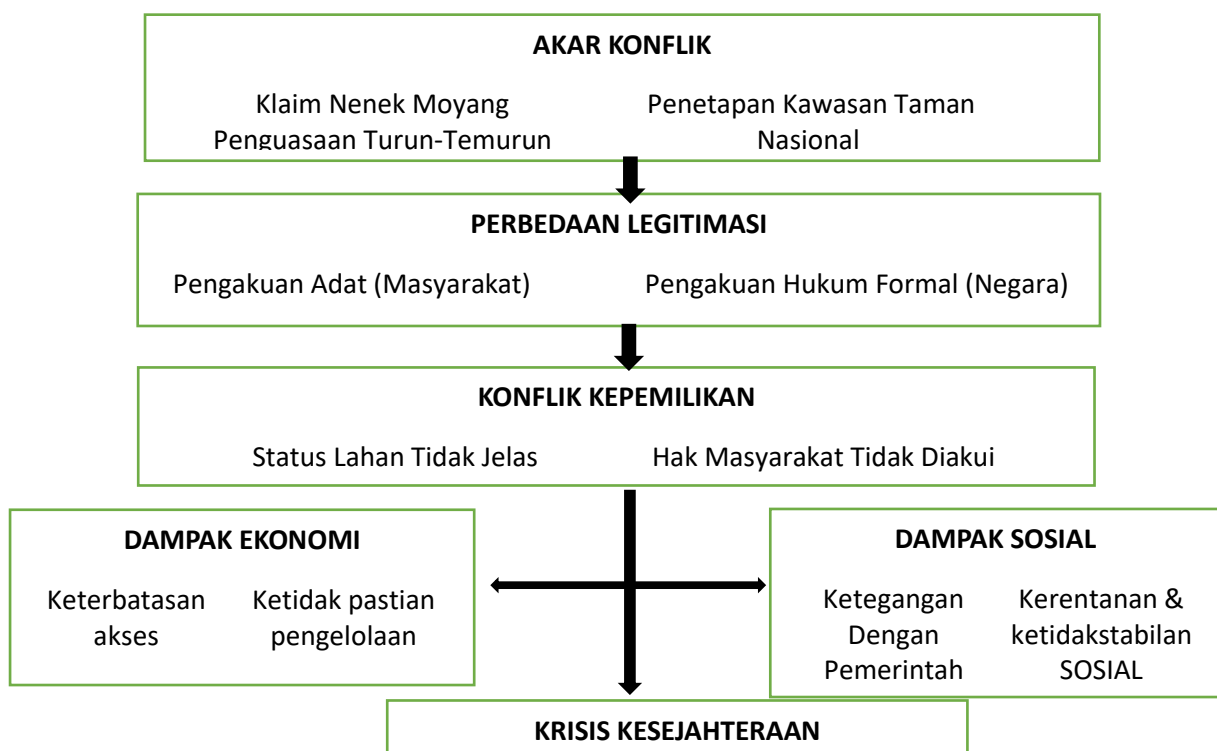 AKAR KONFLIK
Klaim Nenek Moyang
Penguasaan Turun-Temurun
Penetapan Kawasan Taman
Nasional
PERBEDAAN LEGITIMASI
Pengakuan Adat (Masyarakat)
Pengakuan Hukum Formal (Negara)
KONFLIK KEPEMILIKAN
Status Lahan Tidak Jelas
Hak Masyarakat Tidak Diakui
DAMPAK EKONOMI
Keterbatasan
akses
Ketidak pastian
pengelolaan
DAMPAK SOSIAL
Ketegangan
Dengan
Pemerintah
Kerentanan &
ketidakstabilan
SOSIAL
KRISIS KESEJAHTERAAN